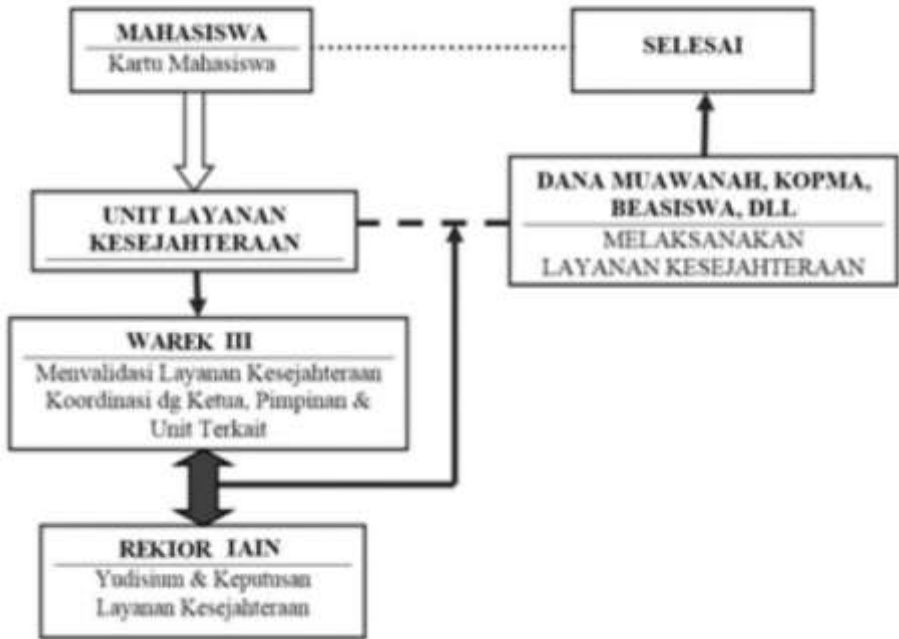 MAHASISWA
Kartu Mahasiswa
SELESAI
UNIT LAYANAN
KESEJAHTERAAN
DANA MUAWANAH, KOPMA,
BEASISWA, DLL
MELAKSANAKAN
LAYANAN KESEJAHTERAAN
WAREK III
Menvalidasi Layanan Kesejahteraan
Koordinasi dg Ketua, Pimpinan &
Unit Terkait
REKIOR IAIN
Yudisium & Keputusan
Layanan Kesejahteraan